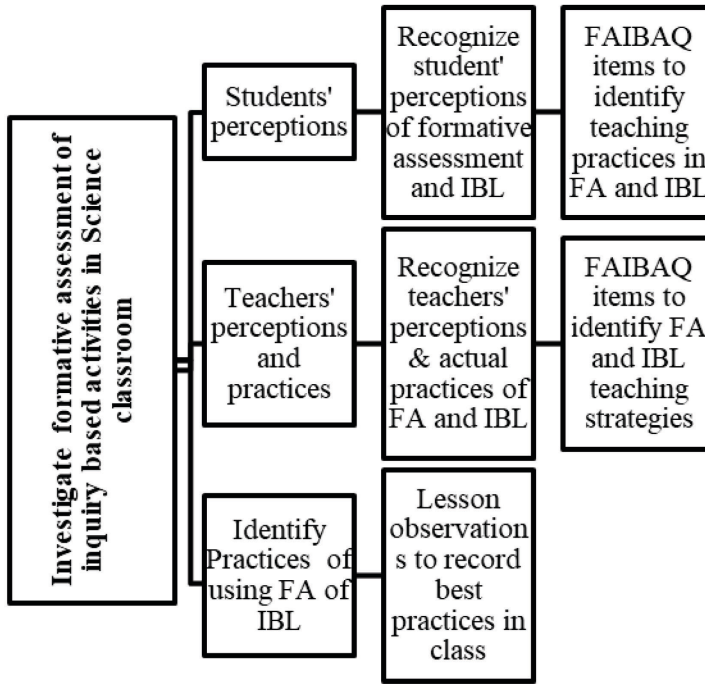 Investigate formative assessment of
inquiry based activities in Science
classroom
Students'
perceptions
Recognize
student'
perceptions
of formative
assessment
and IBL
FAIBAQ
items to
identify
teaching
practices in
FA and IBL
Teachers'
perceptions
and
practices
Recognize
teachers'
perceptions
& actual
practices of
FA and IBL
FAIBAQ
items to
identify FA
and IBL
teaching
strategies
Identify
Practices of
using FA of
IBL
Lesson
observation
s to record
best
practices in
class